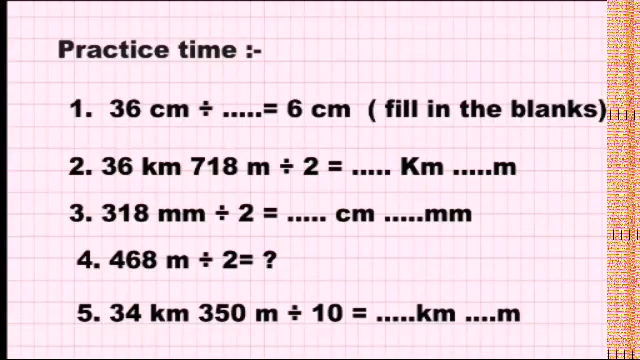 Practice time :-
1. 36 cm ÷ .....= 6 cm ( fill in the blanks)
2. 36 km 718 m ÷ 2 = ..... Km .....m
3. 318 mm ÷ 2 = ..... cm .....mm
4. 468 m ÷ 2= ?
5. 34 km 350 m ÷ 10 = .....km ....m